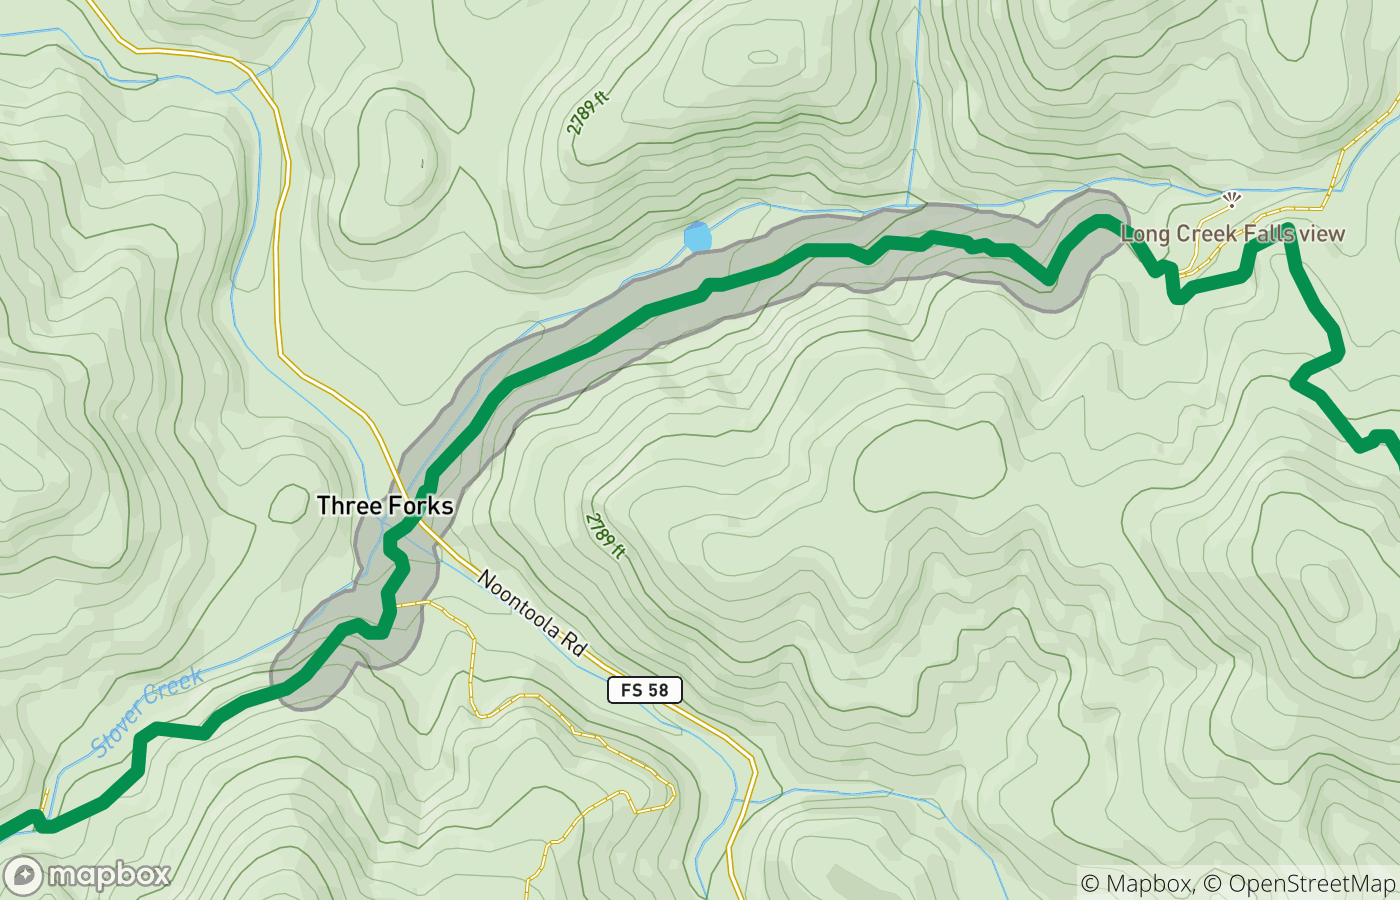 2789 ft
Long Creek Falls view
Three Forks
2789 ft
Noontoola Rd
FS 58
Stover Creek
mapbox
© Mapbox, © OpenStreetMap